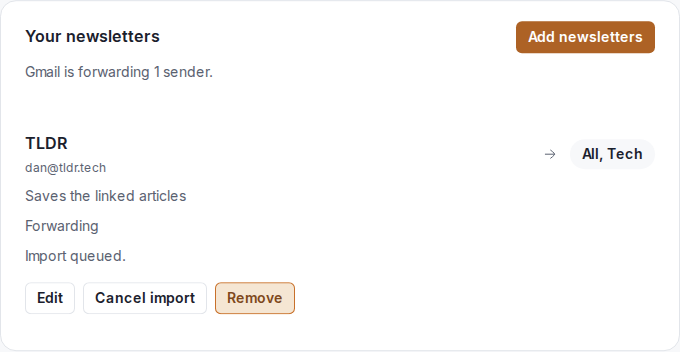 Your newsletters
Add newsletters
Gmail is forwarding 1 sender.
TLDR
dan@tldr.tech
→ All, Tech
Saves the linked articles
Forwarding
Import queued.
Edit Cancel import Remove